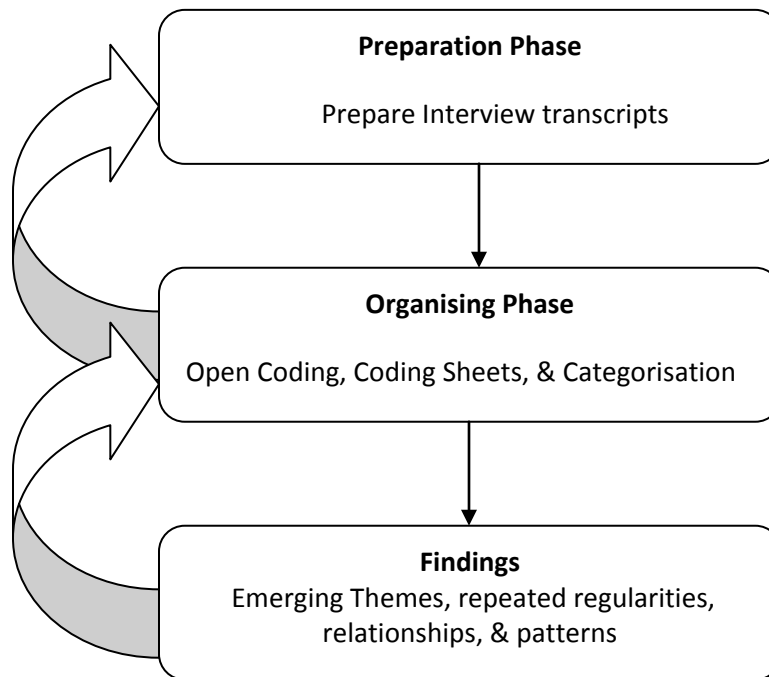 Preparation Phase
Prepare Interview transcripts
Organising Phase
Open Coding, Coding Sheets, & Categorisation
Findings
Emerging Themes, repeated regularities,
relationships, & patterns